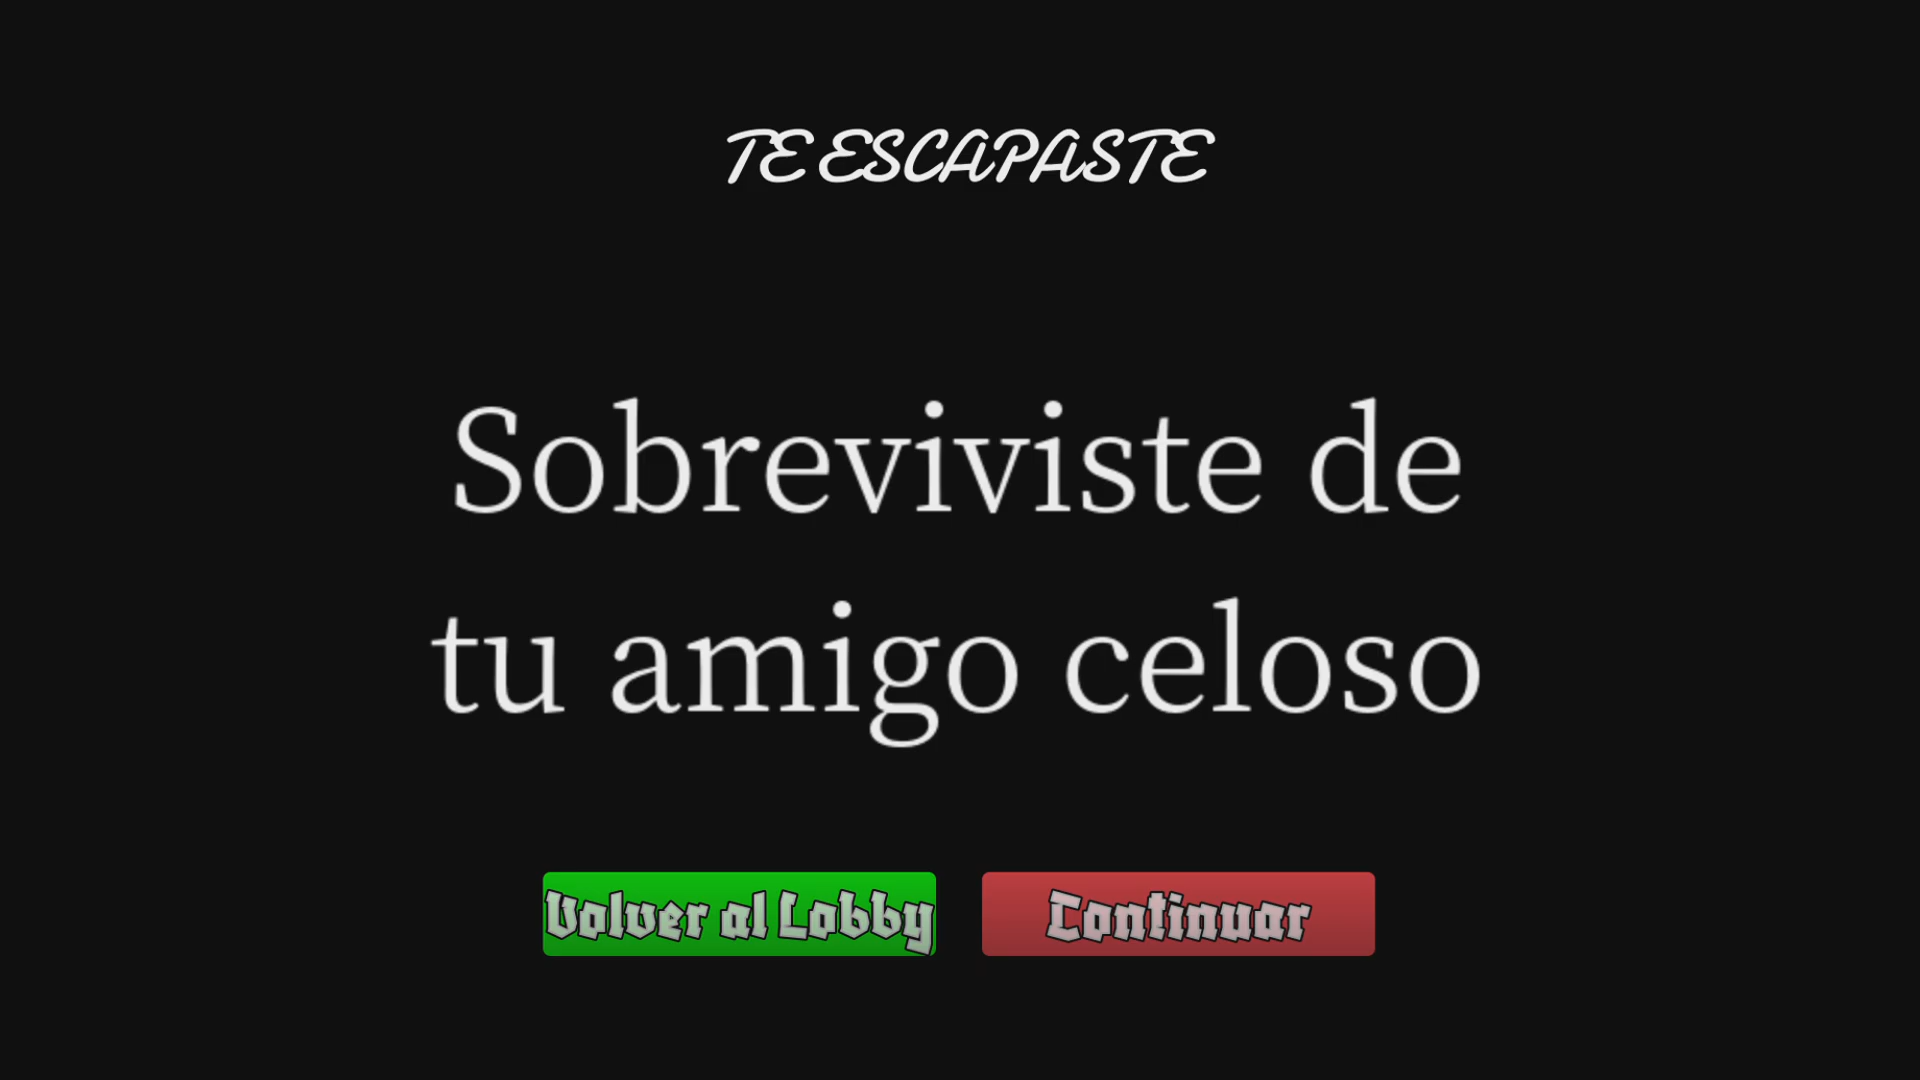 TE ESCAPASTE
Sobreviviste de
tu amigo celoso
Volver al Lobby
Continuar